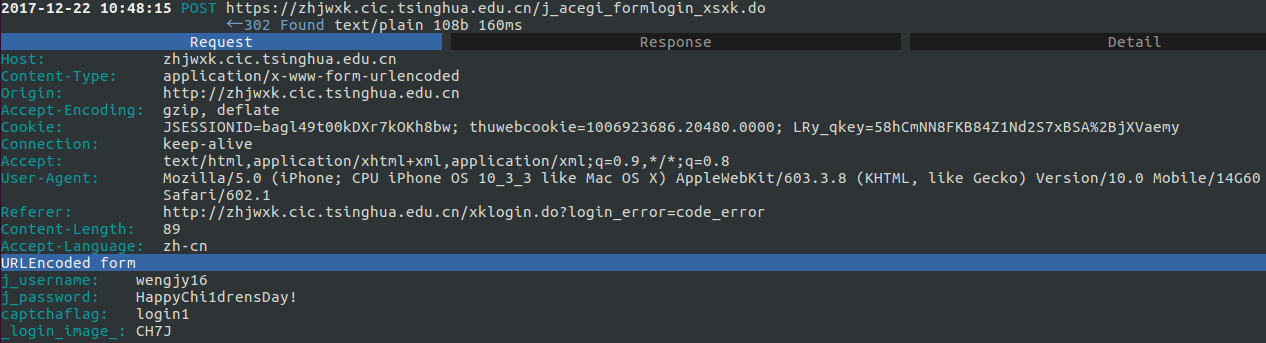 2017-12-22 10:48:15 POST https://zhjwxk.cic.tsinghua.edu.cn/j_acegi_formlogin_xsxk.do
←302 Found text/plain 108b 160ms
Request Response Detail
Host: zhjwxk.cic.tsinghua.edu.cn
Content-Type: application/x-www-form-urlencoded
Origin: http://zhjwxk.cic.tsinghua.edu.cn
Accept-Encoding: gzip, deflate
Cookie: JSESSIONID=bagl49t00kDXr7kOKh8bw; thuwebcookie=1006923686.20480.0000; LRy_qkey=58hCmNN8FKB84Z1Nd2S7xBSA%2BjXVaemy
Connection: keep-alive
Accept: text/html,application/xhtml+xml,application/xml;q=0.9,*/*;q=0.8
User-Agent: Mozilla/5.0 (iPhone; CPU iPhone OS 10_3_3 like Mac OS X) AppleWebKit/603.3.8 (KHTML, like Gecko) Version/10.0 Mobile/14G60
Safari/602.1
Referer: http://zhjwxk.cic.tsinghua.edu.cn/xklogin.do?login_error=code_error
Content-Length: 89
Accept-Language: zh-cn
URLEncoded form
j_username: wengjy16
j_password: HappyChi1drensDay!
captchaflag: login1
_login_image_: CH7J